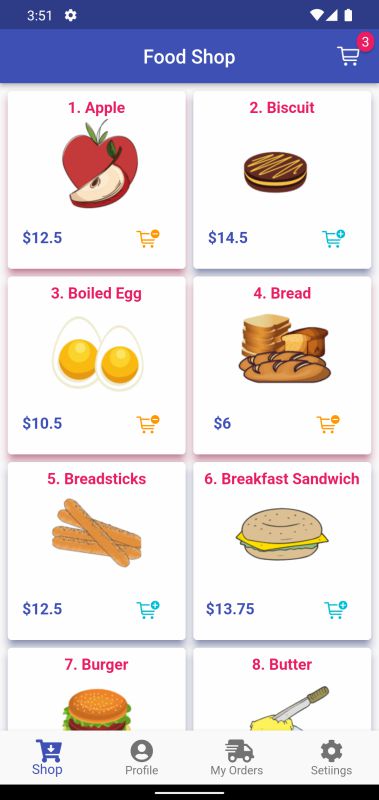 3:51
Food Shop
3
1. Apple
2. Biscuit
$12.5
$14.5
3. Boiled Egg
4. Bread
$10.5
$6
5. Breadsticks
6. Breakfast Sandwich
$12.5
$13.75
7. Burger
8. Butter
Shop
Profile
My Orders
Setiings